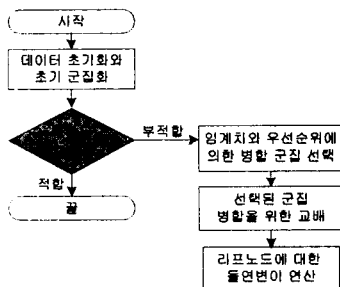 시작
데이터 초기화와
초기 군집화
부적합
적합
끝
임계치와 우선순위에
의한 병합 군집 선택
선택된 군집
병합을 위한 교배
리프노드에 대한
돌연변이 연산